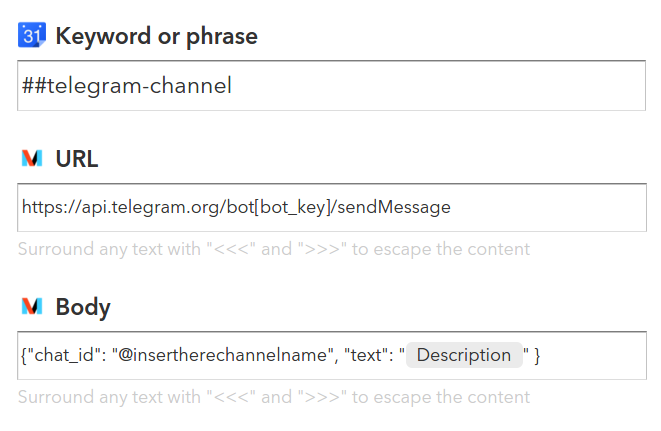 31 Keyword or phrase
##telegram-channel
URL
https://api.telegram.org/bot[bot_key]/sendMessage
Surround any text with "<<<" and ">>>" to escape the content
Body
{"chat_id": "@insertherechannelname", "text": " Description " }
Surround any text with "<<<" and ">>>" to escape the content